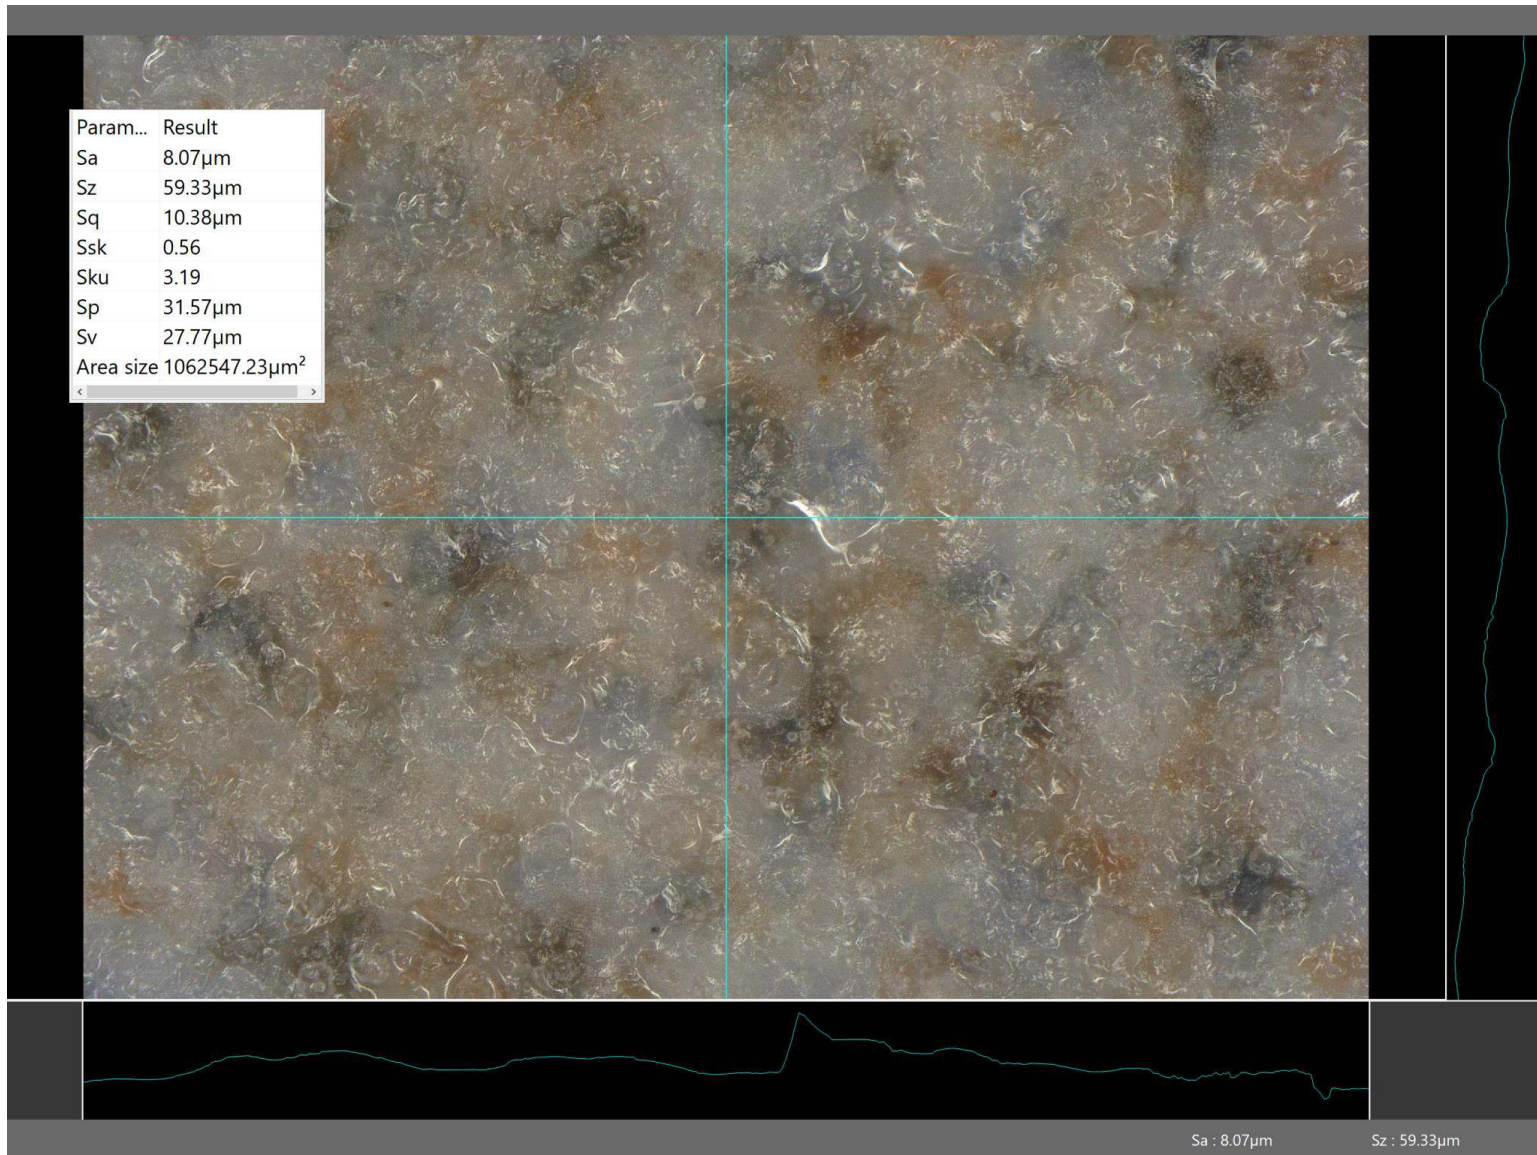 Param... Result
Sa 8.07µm
Sz 59.33µm
Sq 10.38µm
Ssk 0.56
Sku 3.19
Sp 31.57µm
Sv 27.77µm
Area size 1062547.23µm²
Sa : 8.07µm Sz : 59.33µm